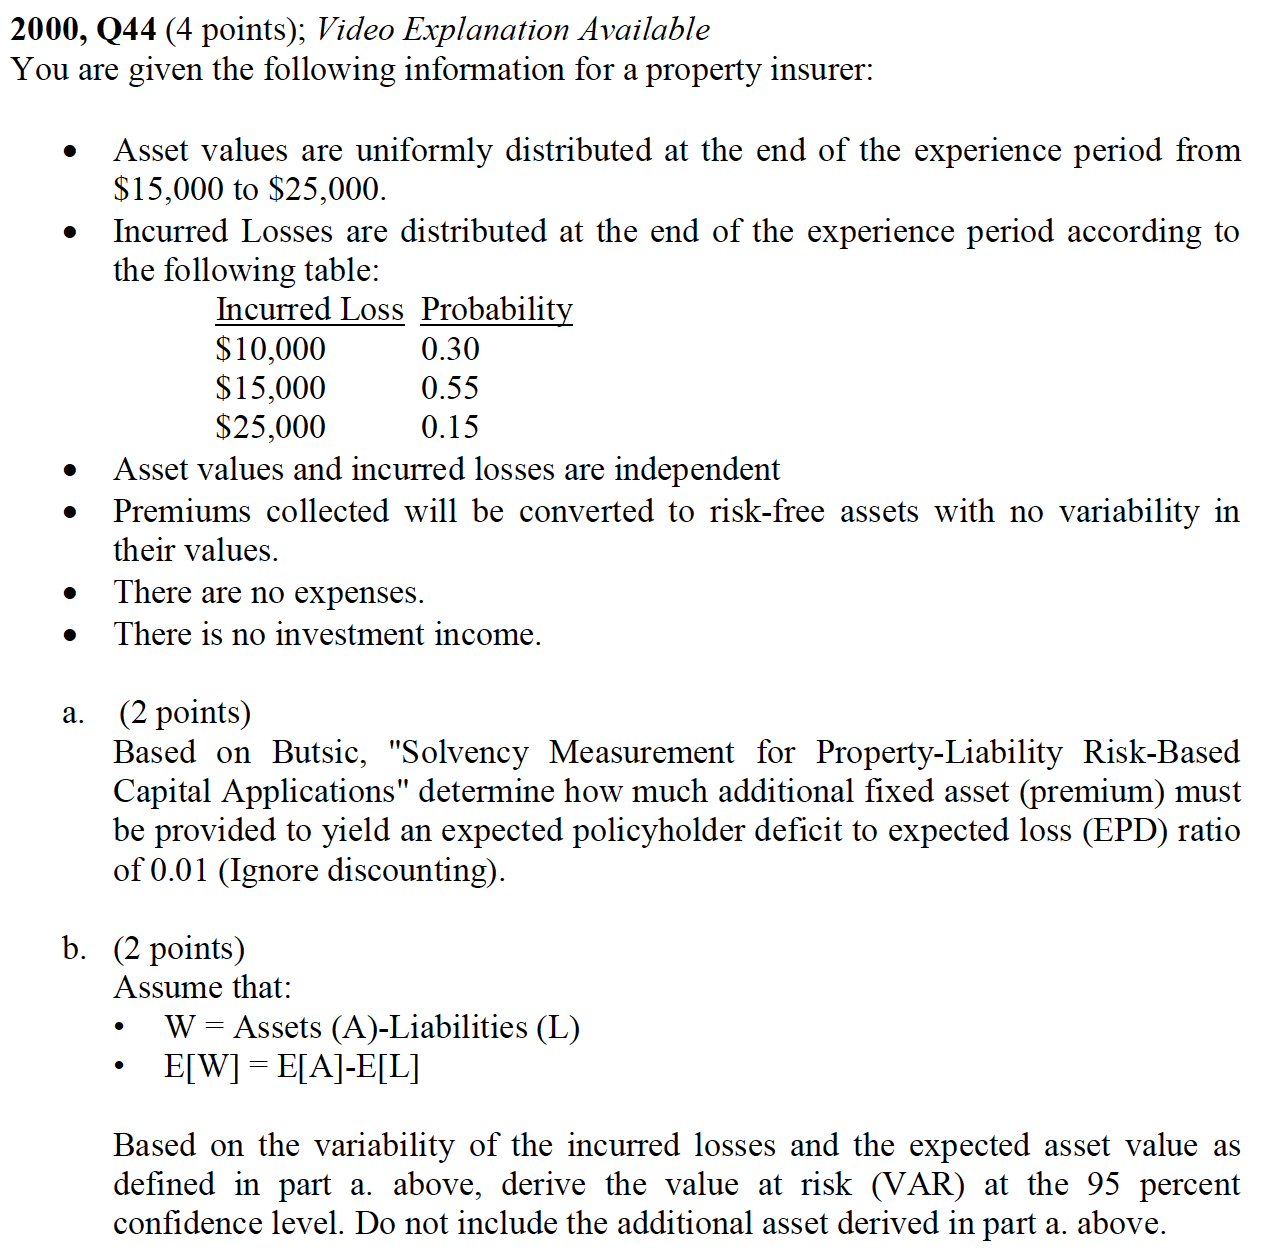 2000, Q44 (4 points); Video Explanation Available
You are given the following information for a property insurer:
• Asset values are uniformly distributed at the end of the experience period from
$15,000 to $25,000.
• Incurred Losses are distributed at the end of the experience period according to
the following table:
Incurred Loss Probability
$10,000 0.30
$15,000 0.55
$25,000 0.15
• Asset values and incurred losses are independent
• Premiums collected will be converted to risk-free assets with no variability in
their values.
• There are no expenses.
• There is no investment income.
a. (2 points)
Based on Butsic, "Solvency Measurement for Property-Liability Risk-Based
Capital Applications" determine how much additional fixed asset (premium) must
be provided to yield an expected policyholder deficit to expected loss (EPD) ratio
of 0.01 (Ignore discounting).
b. (2 points)
Assume that:
• W = Assets (A)-Liabilities (L)
• E[W] = E[A]-E[L]
Based on the variability of the incurred losses and the expected asset value as
defined in part a. above, derive the value at risk (VAR) at the 95 percent
confidence level. Do not include the additional asset derived in part a. above.